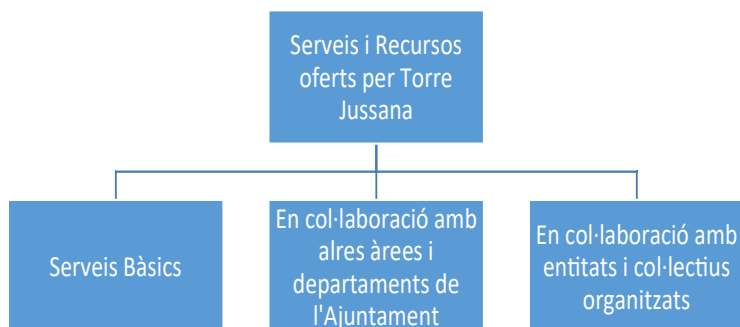 Serveis i Recursos
oferts per Torre
Jussana
Serveis Bàsics
En col·laboració amb
alres àrees i
departaments de
l'Ajuntament
En col·laboració amb
entitats i col·lectius
organitzats